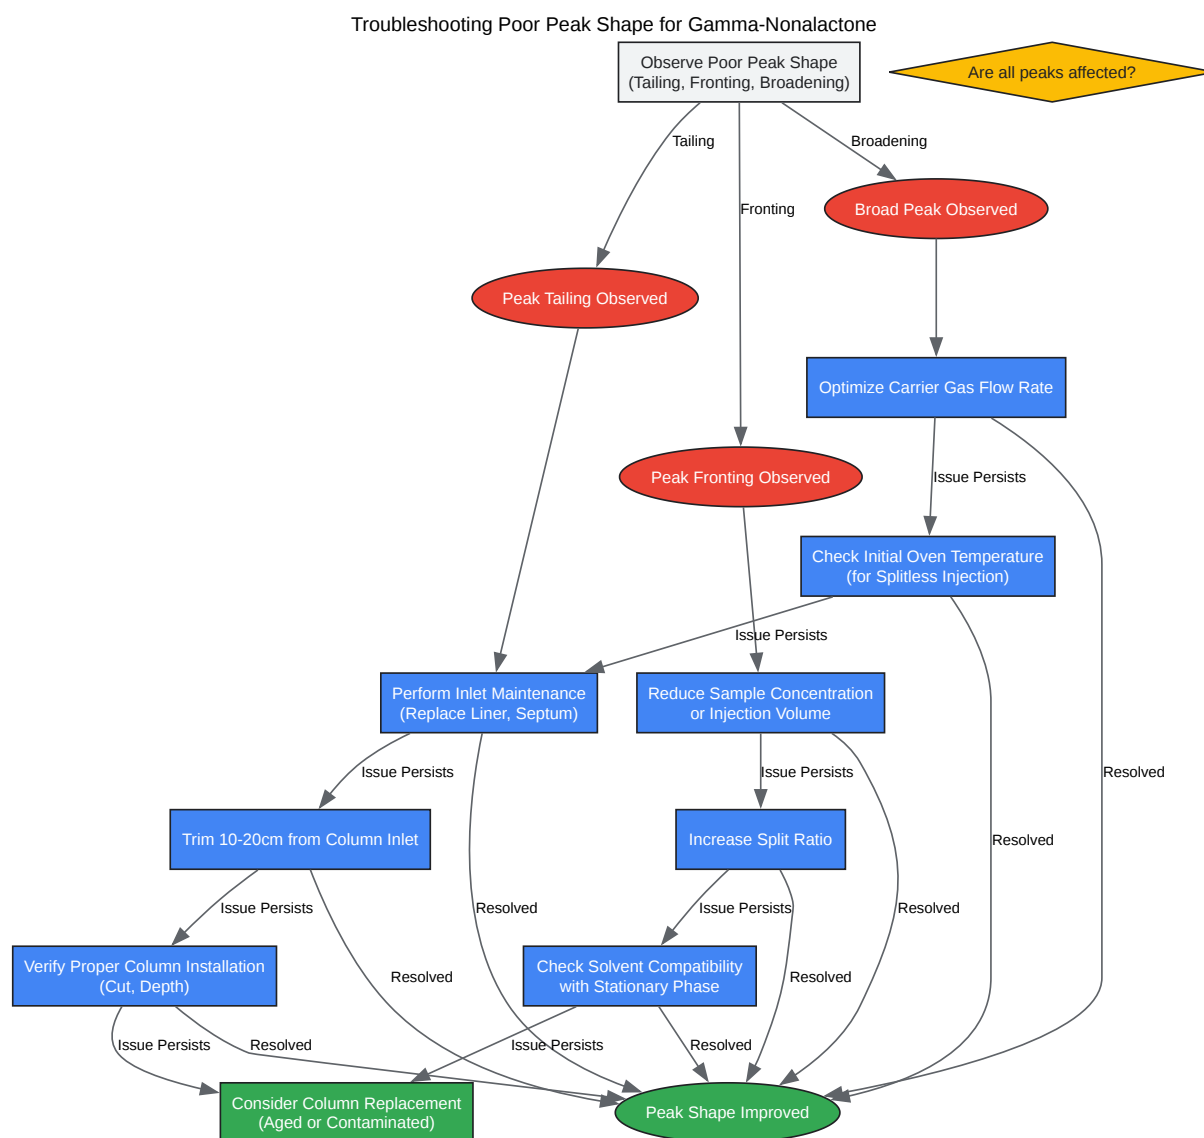 Troubleshooting Poor Peak Shape for Gamma-Nonalactone
Observe Poor Peak Shape
(Tailing, Fronting, Broadening)
Are all peaks affected?
Tailing
Broadening
Fronting
Broad Peak Observed
Peak Tailing Observed
Optimize Carrier Gas Flow Rate
Peak Fronting Observed
Issue Persists
Check Initial Oven Temperature
(for Splitless Injection)
Issue Persists
Perform Inlet Maintenance
(Replace Liner, Septum)
Reduce Sample Concentration
or Injection Volume
Issue Persists
Issue Persists
Resolved
Trim 10-20cm from Column Inlet
Increase Split Ratio
Resolved
Issue Persists
Resolved
Issue Persists
Resolved
Verify Proper Column Installation
(Cut, Depth)
Resolved
Check Solvent Compatibility
with Stationary Phase
Resolved
Issue Persists
Resolved
Issue Persists
Resolved
Consider Column Replacement
(Aged or Contaminated)
Peak Shape Improved